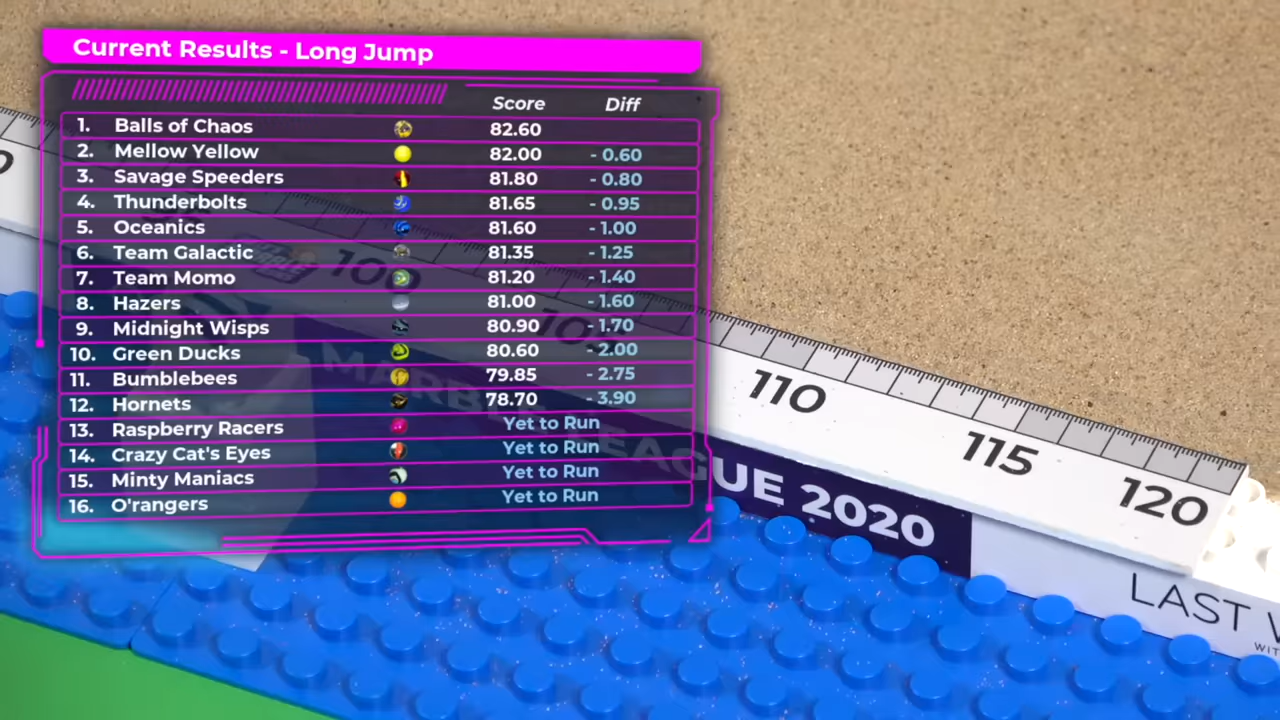 Current Results - Long Jump
Score Diff
1. Balls of Chaos 82.60
2. Mellow Yellow 82.00 - 0.60
3. Savage Speeders 81.80 - 0.80
4. Thunderbolts 81.65 - 0.95
5. Oceanics 81.60 - 1.00
6. Team Galactic 81.35 - 1.25
7. Team Momo 81.20 - 1.40
8. Hazers 81.00 - 1.60
9. Midnight Wisps 80.90 - 1.70
10. Green Ducks 80.60 - 2.00
11. Bumblebees 79.85 - 2.75
12. Hornets 78.70 - 3.90
13. Raspberry Racers Yet to Run
14. Crazy Cat's Eyes Yet to Run
15. Minty Maniacs Yet to Run
16. O'rangers Yet to Run
100 105 110 115 120
MARBLE LEAGUE 2020
LAST